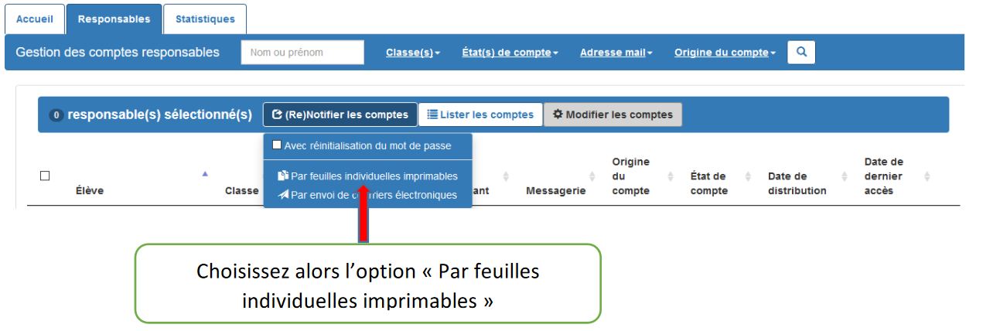 Accueil Responsables Statistiques
Gestion des comptes responsables Nom ou prénom Classe(s) État(s) de compte Adresse mail Origine du compte
0 responsable(s) sélectionné(s) (Re)Notifier les comptes Lister les comptes Modifier les comptes
Avec réinitialisation du mot de passe
Par feuilles individuelles imprimables
Par envoi de courriers électroniques
Élève Classe ant Messagerie Origine
du
compte État de
compte Date de
distribution Date de
dernier
accès
Choisissez alors l’option « Par feuilles
individuelles imprimables »